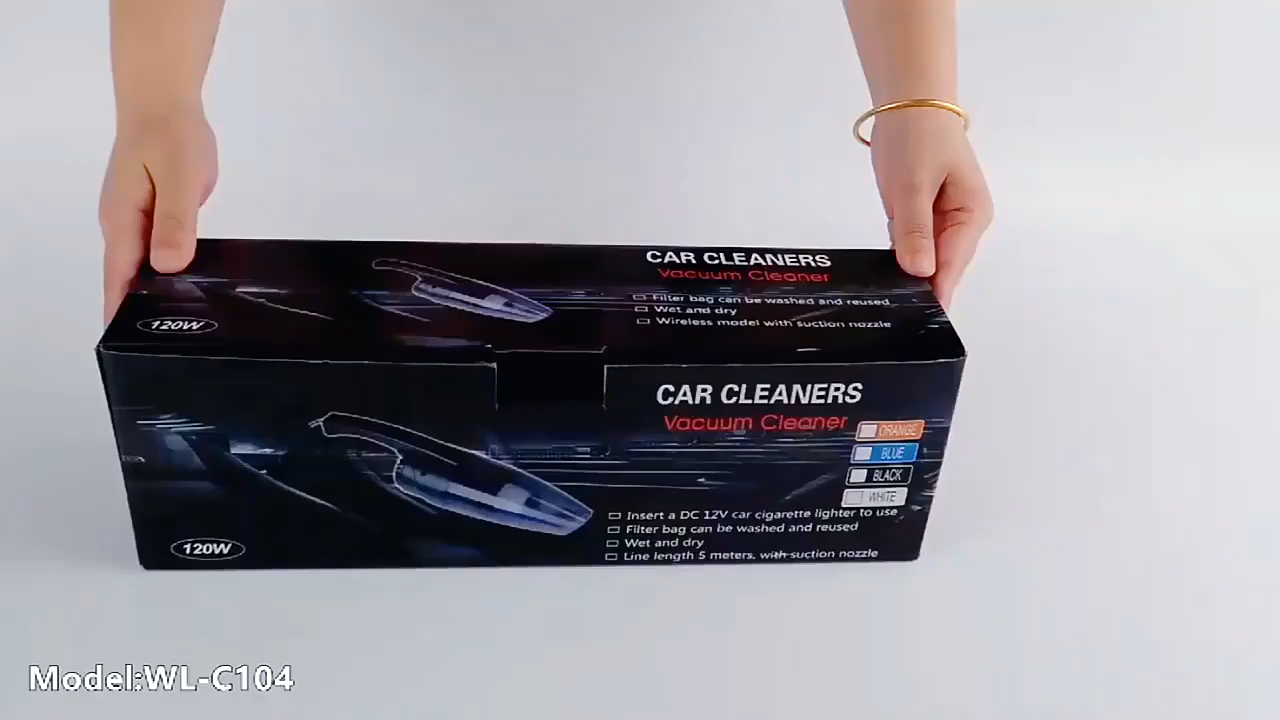 CAR CLEANERS
Vacuum Cleaner
Filter bag can be washed and reused
Wet and dry
Wireless model with suction nozzle
120W
CAR CLEANERS
Vacuum Cleaner
ORANGE
BLUE
BLACK
WHITE
Insert a DC 12V car cigarette lighter to use
Filter bag can be washed and reused
Wet and dry
Line length 5 meters, with suction nozzle
120W
Model:WL-C104